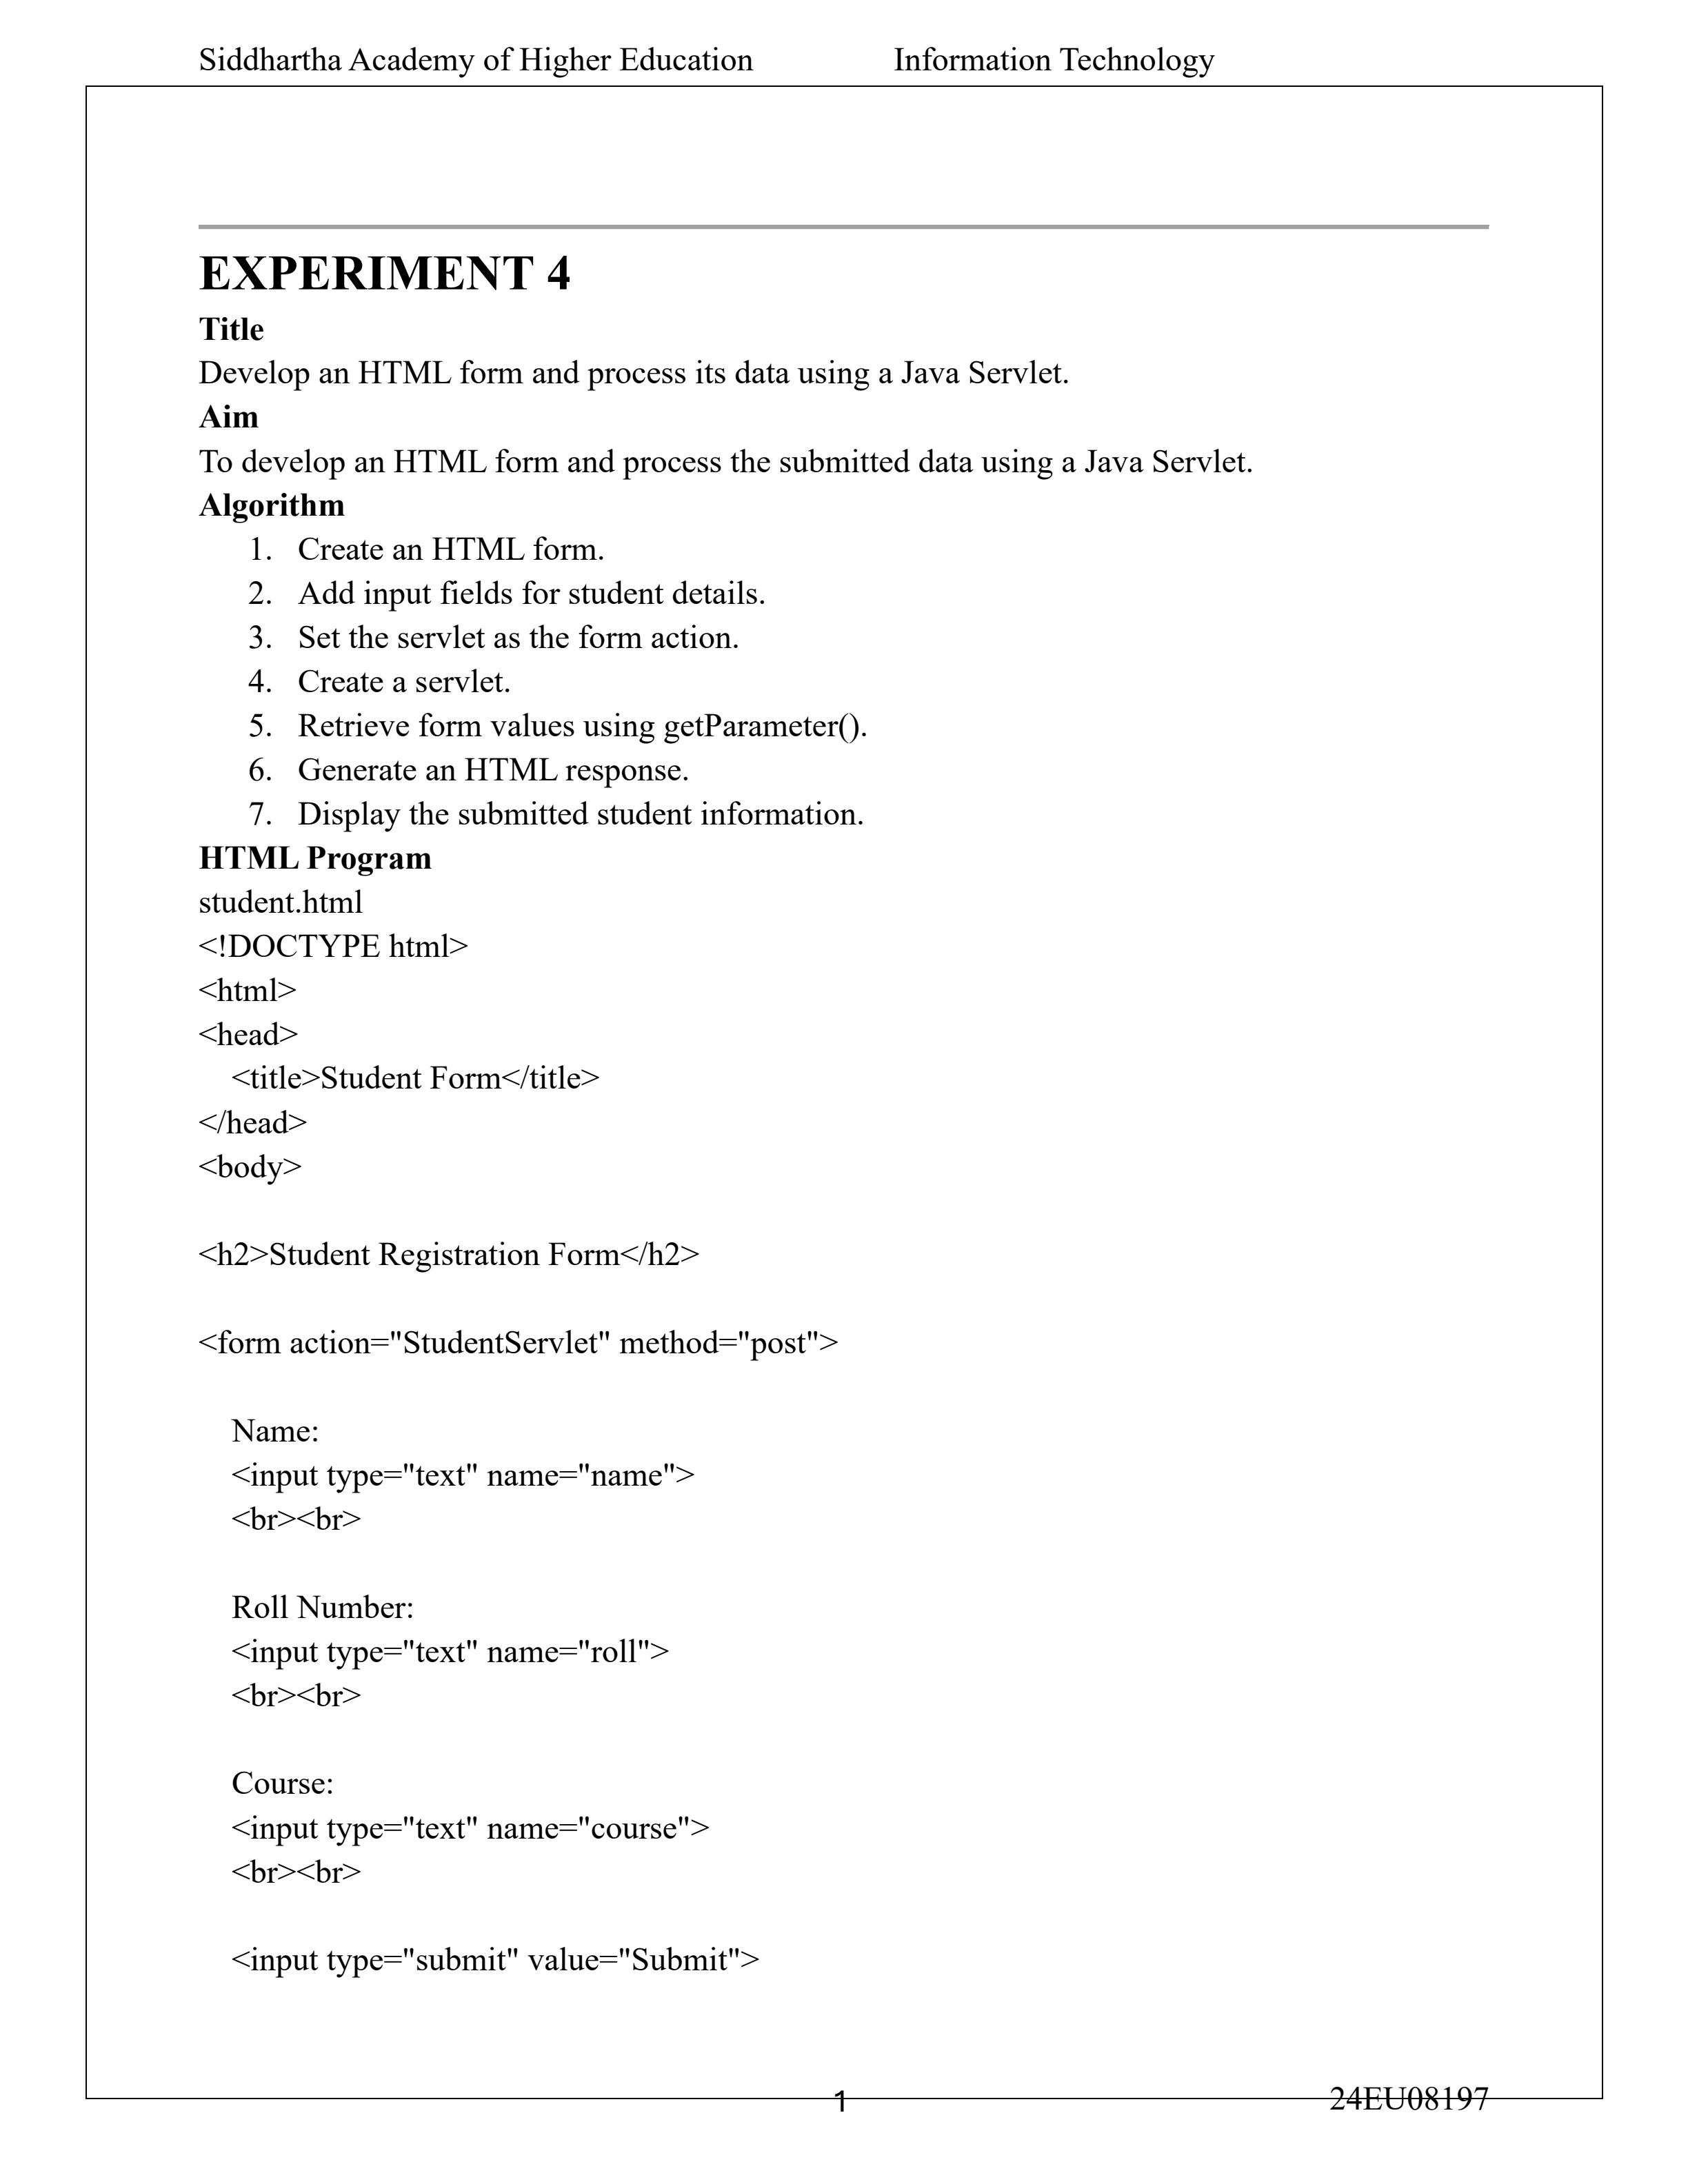 Siddhartha Academy of Higher Education Information Technology
EXPERIMENT 4
Title
Develop an HTML form and process its data using a Java Servlet.
Aim
To develop an HTML form and process the submitted data using a Java Servlet.
Algorithm
1. Create an HTML form.
2. Add input fields for student details.
3. Set the servlet as the form action.
4. Create a servlet.
5. Retrieve form values using getParameter().
6. Generate an HTML response.
7. Display the submitted student information.
HTML Program
student.html
<!DOCTYPE html>
<html>
<head>
<title>Student Form</title>
</head>
<body>
<h2>Student Registration Form</h2>
<form action="StudentServlet" method="post">
Name:
<input type="text" name="name">
<br><br>
Roll Number:
<input type="text" name="roll">
<br><br>
Course:
<input type="text" name="course">
<br><br>
<input type="submit" value="Submit">
1 24EU08197